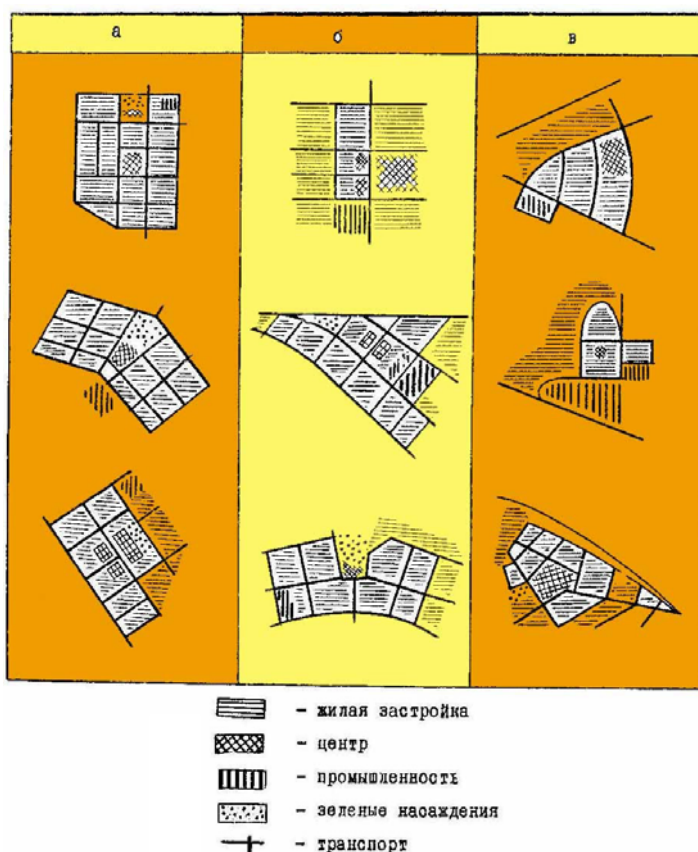 а б в
- жилая застройка
- центр
- промышленность
- зеленые насаждения
- транспорт